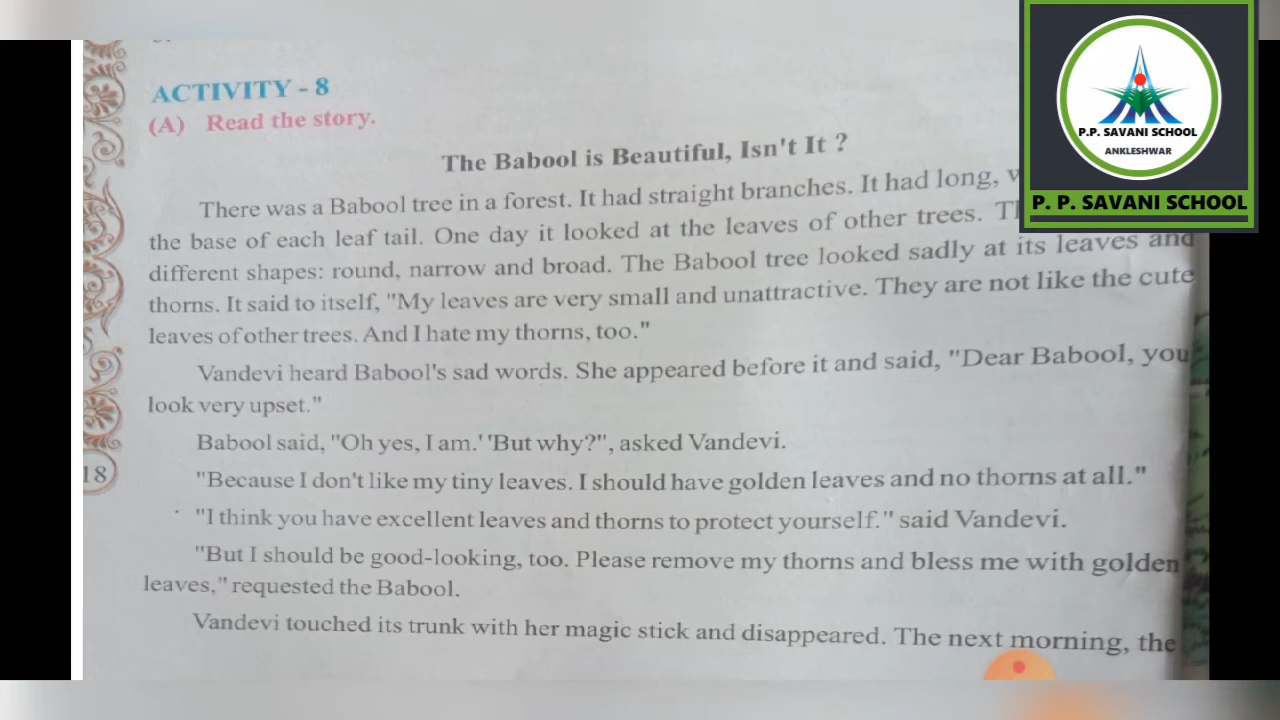 ACTIVITY - 8
(A) Read the story.
The Babool is Beautiful, Isn't It ?
There was a Babool tree in a forest. It had straight branches. It had long,
the base of each leaf tail. One day it looked at the leaves of other trees.
different shapes: round, narrow and broad. The Babool tree looked sadly at its leaves and
thorns. It said to itself, "My leaves are very small and unattractive. They are not like the cute
leaves of other trees. And I hate my thorns, too."
Vandevi heard Babool's sad words. She appeared before it and said, "Dear Babool, you
look very upset."
Babool said, "Oh yes, I am.' 'But why?", asked Vandevi.
"Because I don't like my tiny leaves. I should have golden leaves and no thorns at all."
"I think you have excellent leaves and thorns to protect yourself." said Vandevi.
"But I should be good-looking, too. Please remove my thorns and bless me with golden
leaves," requested the Babool.
Vandevi touched its trunk with her magic stick and disappeared. The next morning, the
18
P.P. SAVANI SCHOOL
ANKLESHWAR
P. P. SAVANI SCHOOL